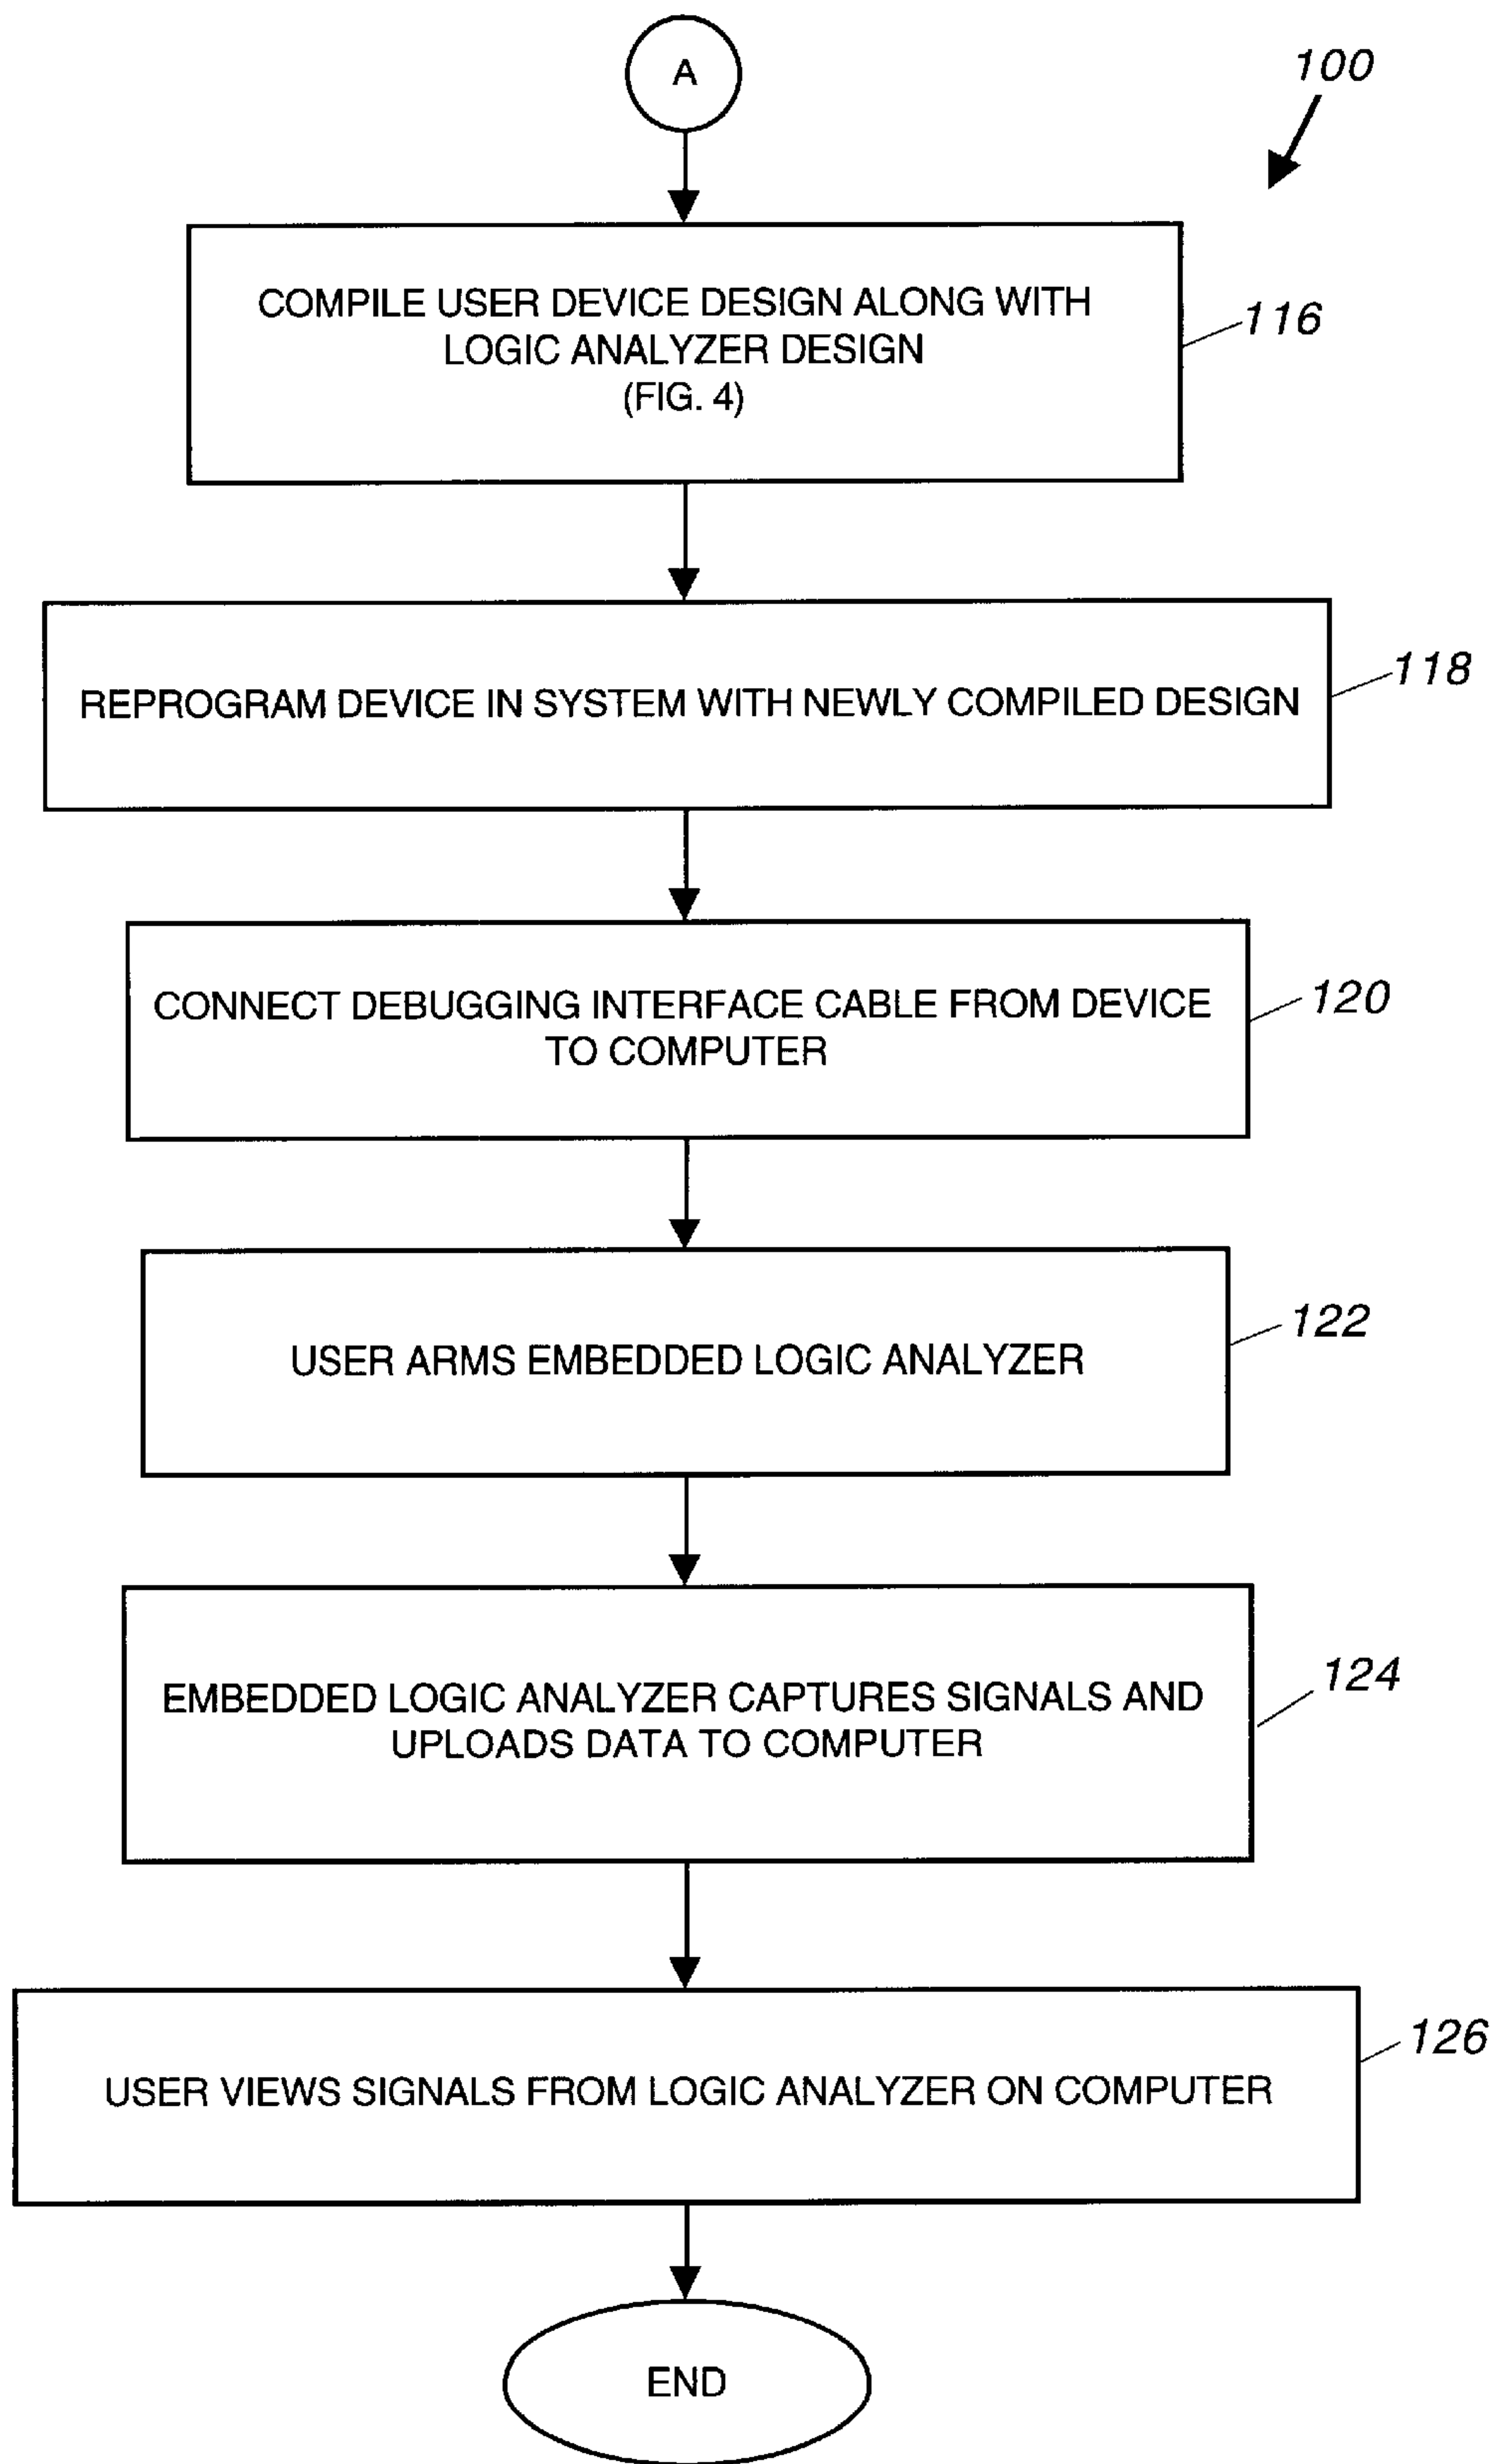 A
100
COMPILE USER DEVICE DESIGN ALONG WITH
LOGIC ANALYZER DESIGN
(FIG. 4)
116
REPROGRAM DEVICE IN SYSTEM WITH NEWLY COMPILED DESIGN
118
CONNECT DEBUGGING INTERFACE CABLE FROM DEVICE
TO COMPUTER
120
USER ARMS EMBEDDED LOGIC ANALYZER
122
EMBEDDED LOGIC ANALYZER CAPTURES SIGNALS AND
UPLOADS DATA TO COMPUTER
124
USER VIEWS SIGNALS FROM LOGIC ANALYZER ON COMPUTER
126
END